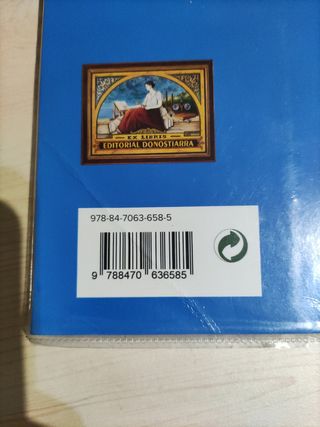 EX LIBRIS
EDITORIAL DONOSTIARRA
978-84-7063-658-5
9 788470 636585